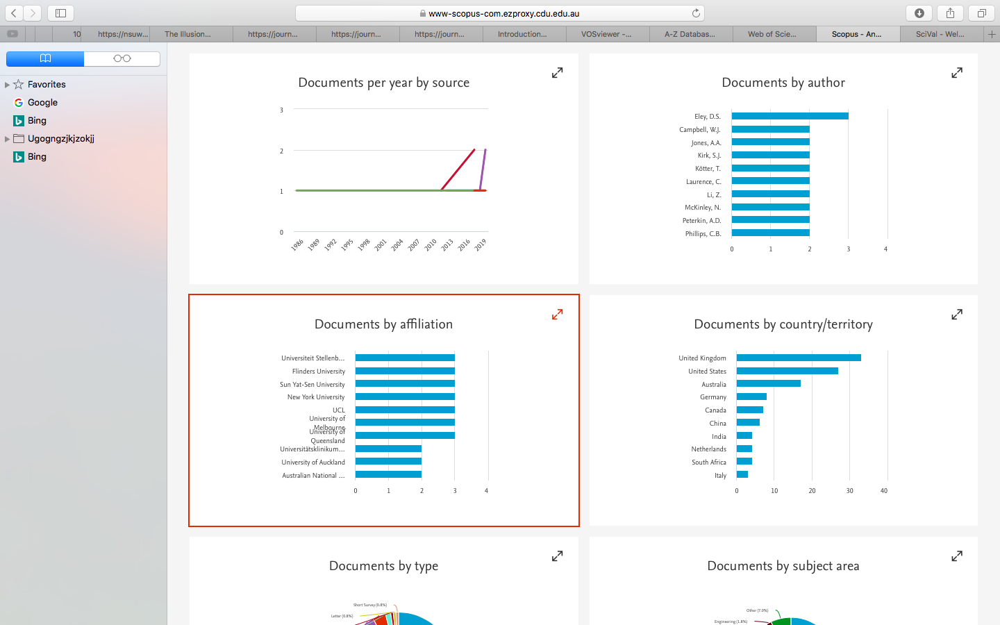 www-scopus-com.ezproxy.cdu.edu.au
10
https://nsuw...
The Illusion...
https://journ...
https://journ...
https://journ...
Introduction...
VOSviewer -...
A-Z Databas...
Web of Scie...
Scopus - An...
SciVal - Wel...
Favorites
Google
Bing
Ugogngzjkjzokjj
Bing
Documents per year by source
3
2
1
0
1986
1989
1992
1995
1998
2001
2004
2007
2010
2013
2016
2019
Documents by author
Eley, D.S.
Campbell, W.J.
Jones, A.A.
Kirk, S.J.
Kötter, T.
Laurence, C.
Li, Z.
McKinley, N.
Peterkin, A.D.
Phillips, C.B.
0 1 2 3 4
Documents by affiliation
Universiteit Stellenb...
Flinders University
Sun Yat-Sen University
New York University
UCL
University of
Melbourne
University of
Queensland
Universitätsklinikum...
University of Auckland
Australian National ...
0 1 2 3 4
Documents by country/territory
United Kingdom
United States
Australia
Germany
Canada
China
India
Netherlands
South Africa
Italy
0 10 20 30 40
Documents by type
Short Survey (0.8%)
Letter (0.8%)
Documents by subject area
Other (7.0%)
Engineering (1.8%)